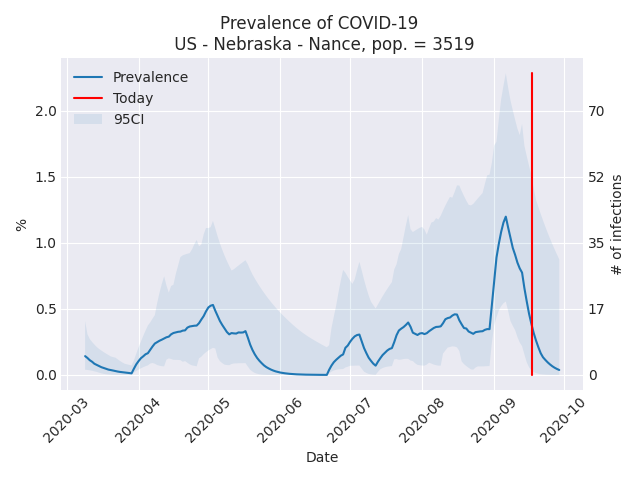 Prevalence of COVID-19
US - Nebraska - Nance, pop. = 3519
Prevalence
Today
95CI
2.0
1.5
1.0
0.5
0.0
%
70
52
35
17
0
# of infections
2020-03
2020-04
2020-05
2020-06
2020-07
2020-08
2020-09
2020-10
Date